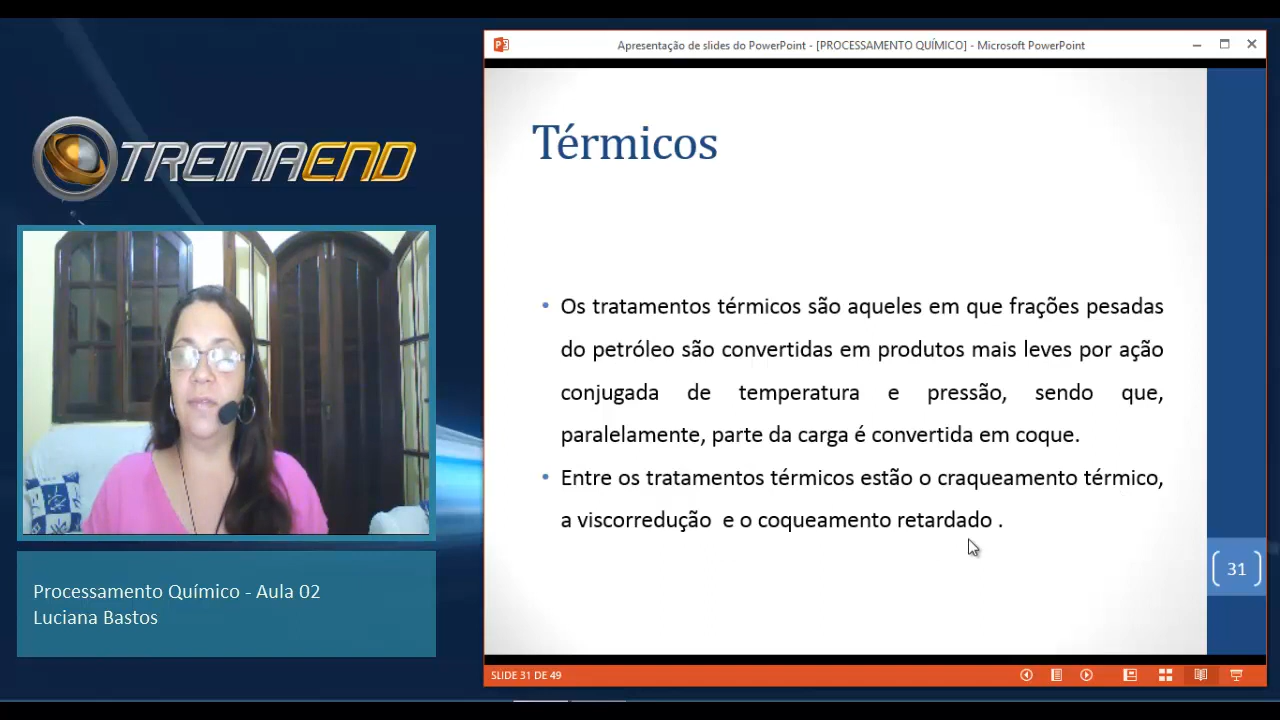 TREINAEND
Processamento Químico - Aula 02
Luciana Bastos
Apresentação de slides do PowerPoint - [PROCESSAMENTO QUÍMICO] - Microsoft PowerPoint
Térmicos
• Os tratamentos térmicos são aqueles em que frações pesadas
do petróleo são convertidas em produtos mais leves por ação
conjugada de temperatura e pressão, sendo que,
paralelamente, parte da carga é convertida em coque.
• Entre os tratamentos térmicos estão o craqueamento térmico,
a viscorredução e o coqueamento retardado .
31
SLIDE 31 DE 49